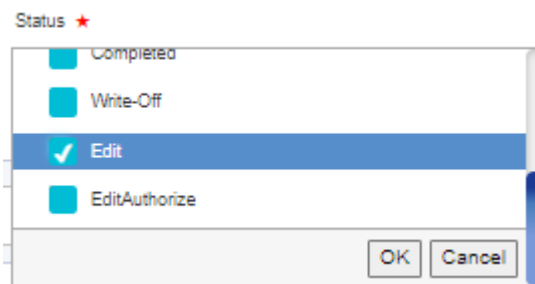 Status ★
Completed
Write-Off
Edit
EditAuthorize
OK Cancel